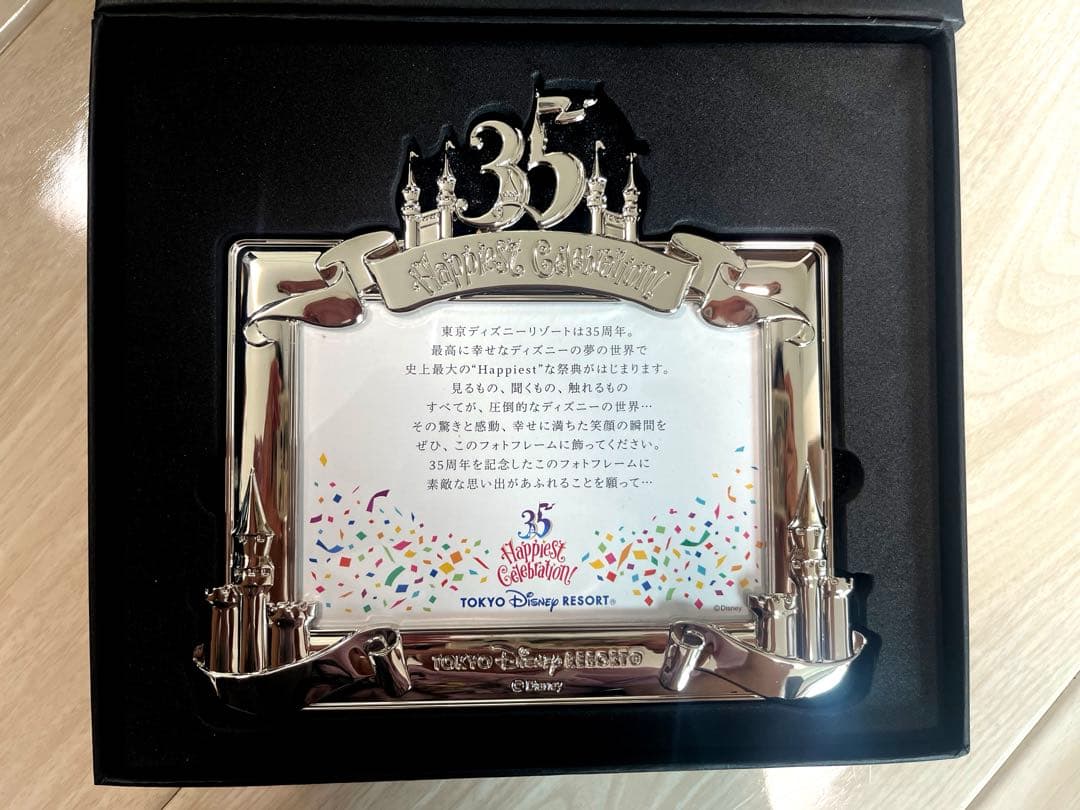 35
Happiest Celebration!
東京ディズニーリゾートは35周年。
最高に幸せなディズニーの夢の世界で
史上最大の“Happiest”な祭典がはじまります。
見るもの、聞くもの、触れるもの
すべてが、圧倒的なディズニーの世界…
その驚きと感動、幸せに満ちた笑顔の瞬間を
ぜひ、このフォトフレームに飾ってください。
35周年を記念したこのフォトフレームに
素敵な思い出があふれることを願って…
35
Happiest
Celebration!
TOKYO Disney RESORT®
©Disney
TOKYO Disney RESORT®
©Disney